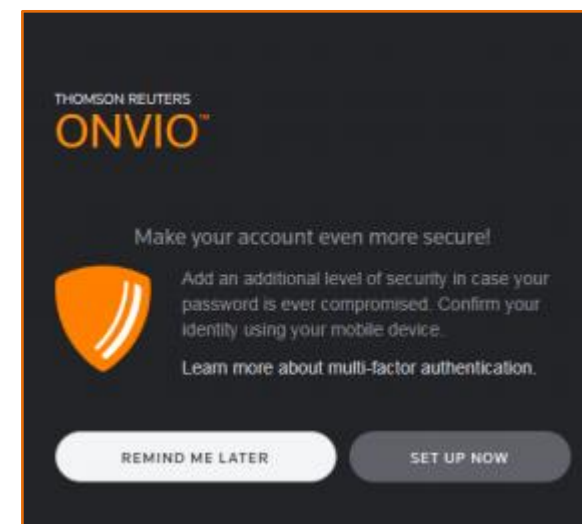 THOMSON REUTERS
ONVIO™
Make your account even more secure!
Add an additional level of security in case your
password is ever compromised. Confirm your
identity using your mobile device.
Learn more about multi-factor authentication.
REMIND ME LATER
SET UP NOW